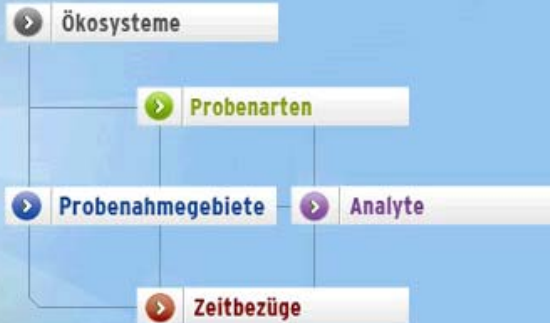 Ökosysteme
Probenarten
Probenahmegebiete
Analyte
Zeitbezüge